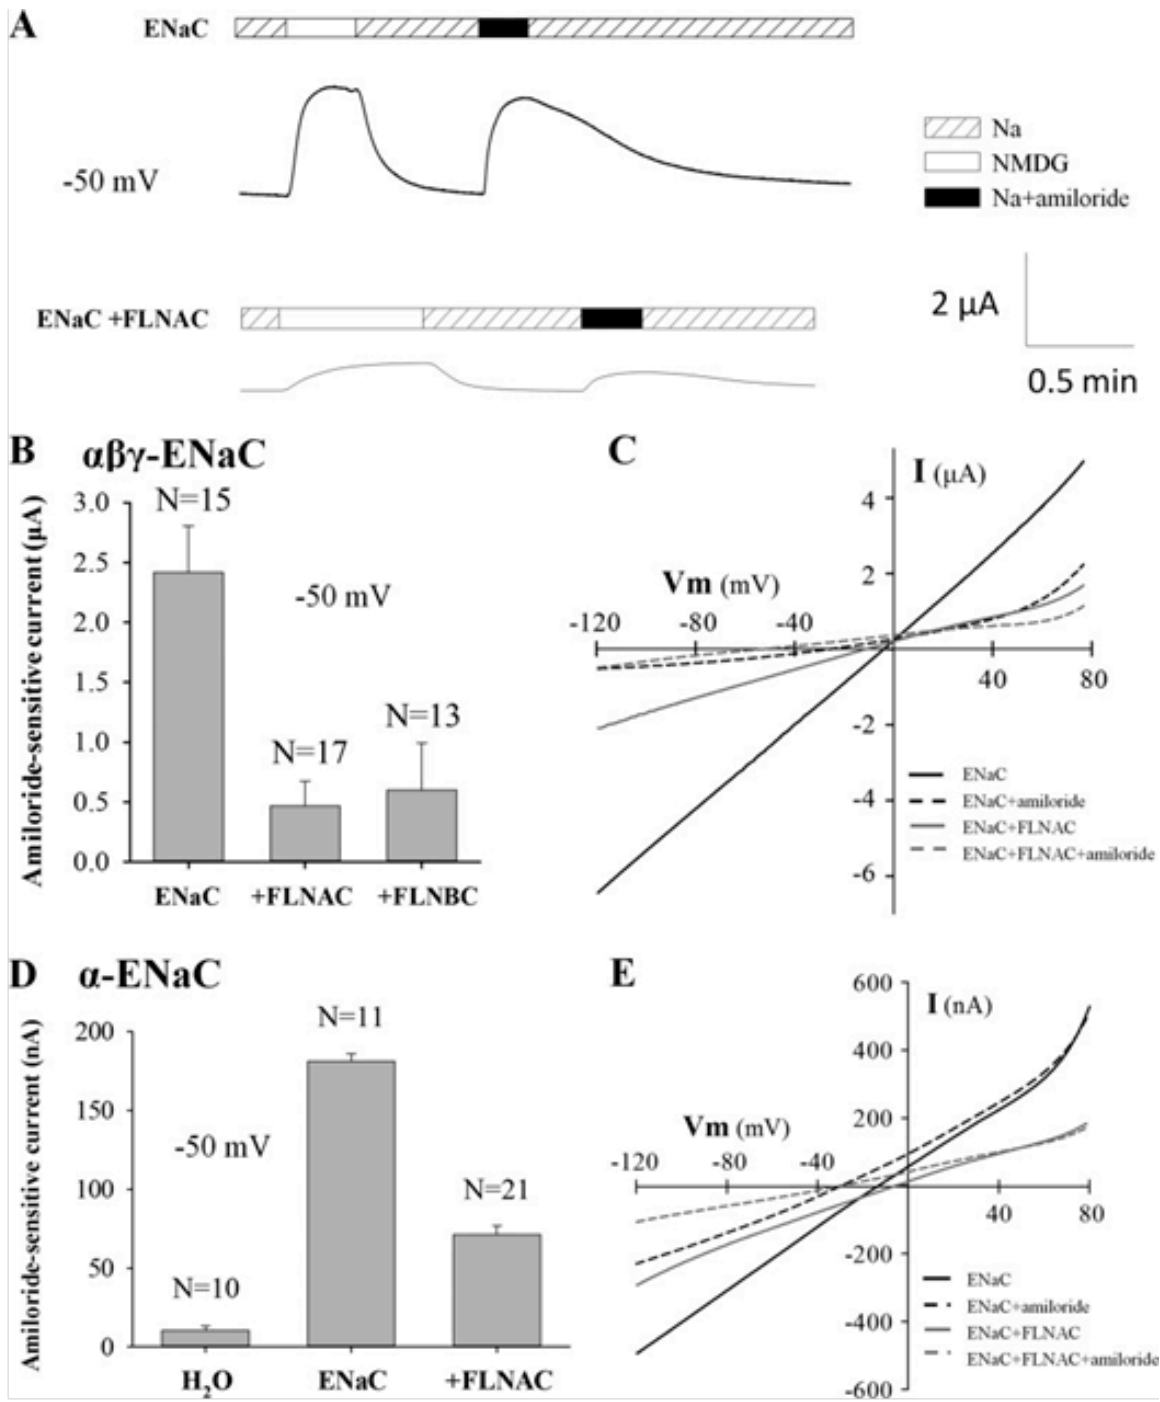 A
ENaC
-50 mV
Na
NMDG
Na+amiloride
ENaC +FLNAC
2 µA
0.5 min
B
αβγ-ENaC
Amiloride-sensitive current (µA)
3.0
2.5
2.0
1.5
1.0
0.5
0.0
N=15
-50 mV
N=17
N=13
ENaC
+FLNAC
+FLNBC
C
I (µA)
Vm (mV)
-120
-80
-40
40
80
4
2
-2
-4
-6
ENaC
ENaC+amiloride
ENaC+FLNAC
ENaC+FLNAC+amiloride
D
α-ENaC
Amiloride-sensitive current (nA)
200
150
100
50
0
N=11
-50 mV
N=21
N=10
H₂O
ENaC
+FLNAC
E
I (nA)
Vm (mV)
-120
-80
-40
40
80
600
400
200
-200
-400
-600
ENaC
ENaC+amiloride
ENaC+FLNAC
ENaC+FLNAC+amiloride